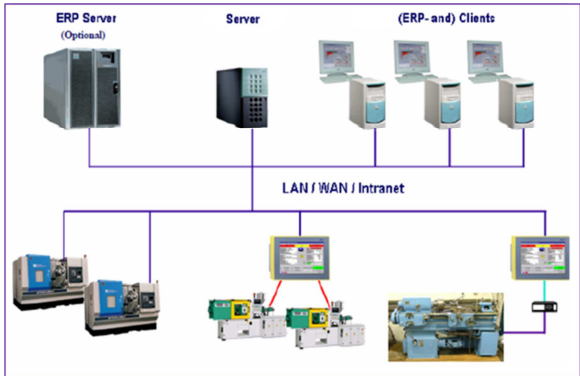 ERP Server
(Optional)
Server
(ERP- and) Clients
LAN / WAN / Intranet